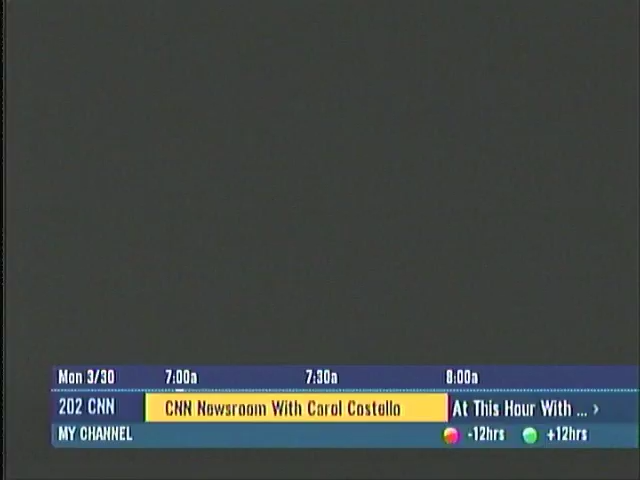 Mon 3/30 7:00a 7:30a 8:00a
202 CNN CNN Newsroom With Carol Costello At This Hour With ... ›
MY CHANNEL -12hrs +12hrs